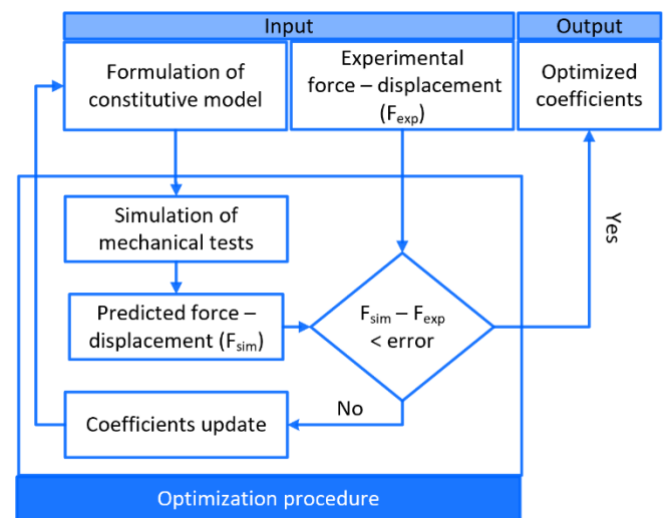 Input
Output
Formulation of
constitutive model
Experimental
force – displacement
(Fexp)
Optimized
coefficients
Simulation of
mechanical tests
Predicted force –
displacement (Fsim)
Fsim – Fexp
< error
Yes
No
Coefficients update
Optimization procedure